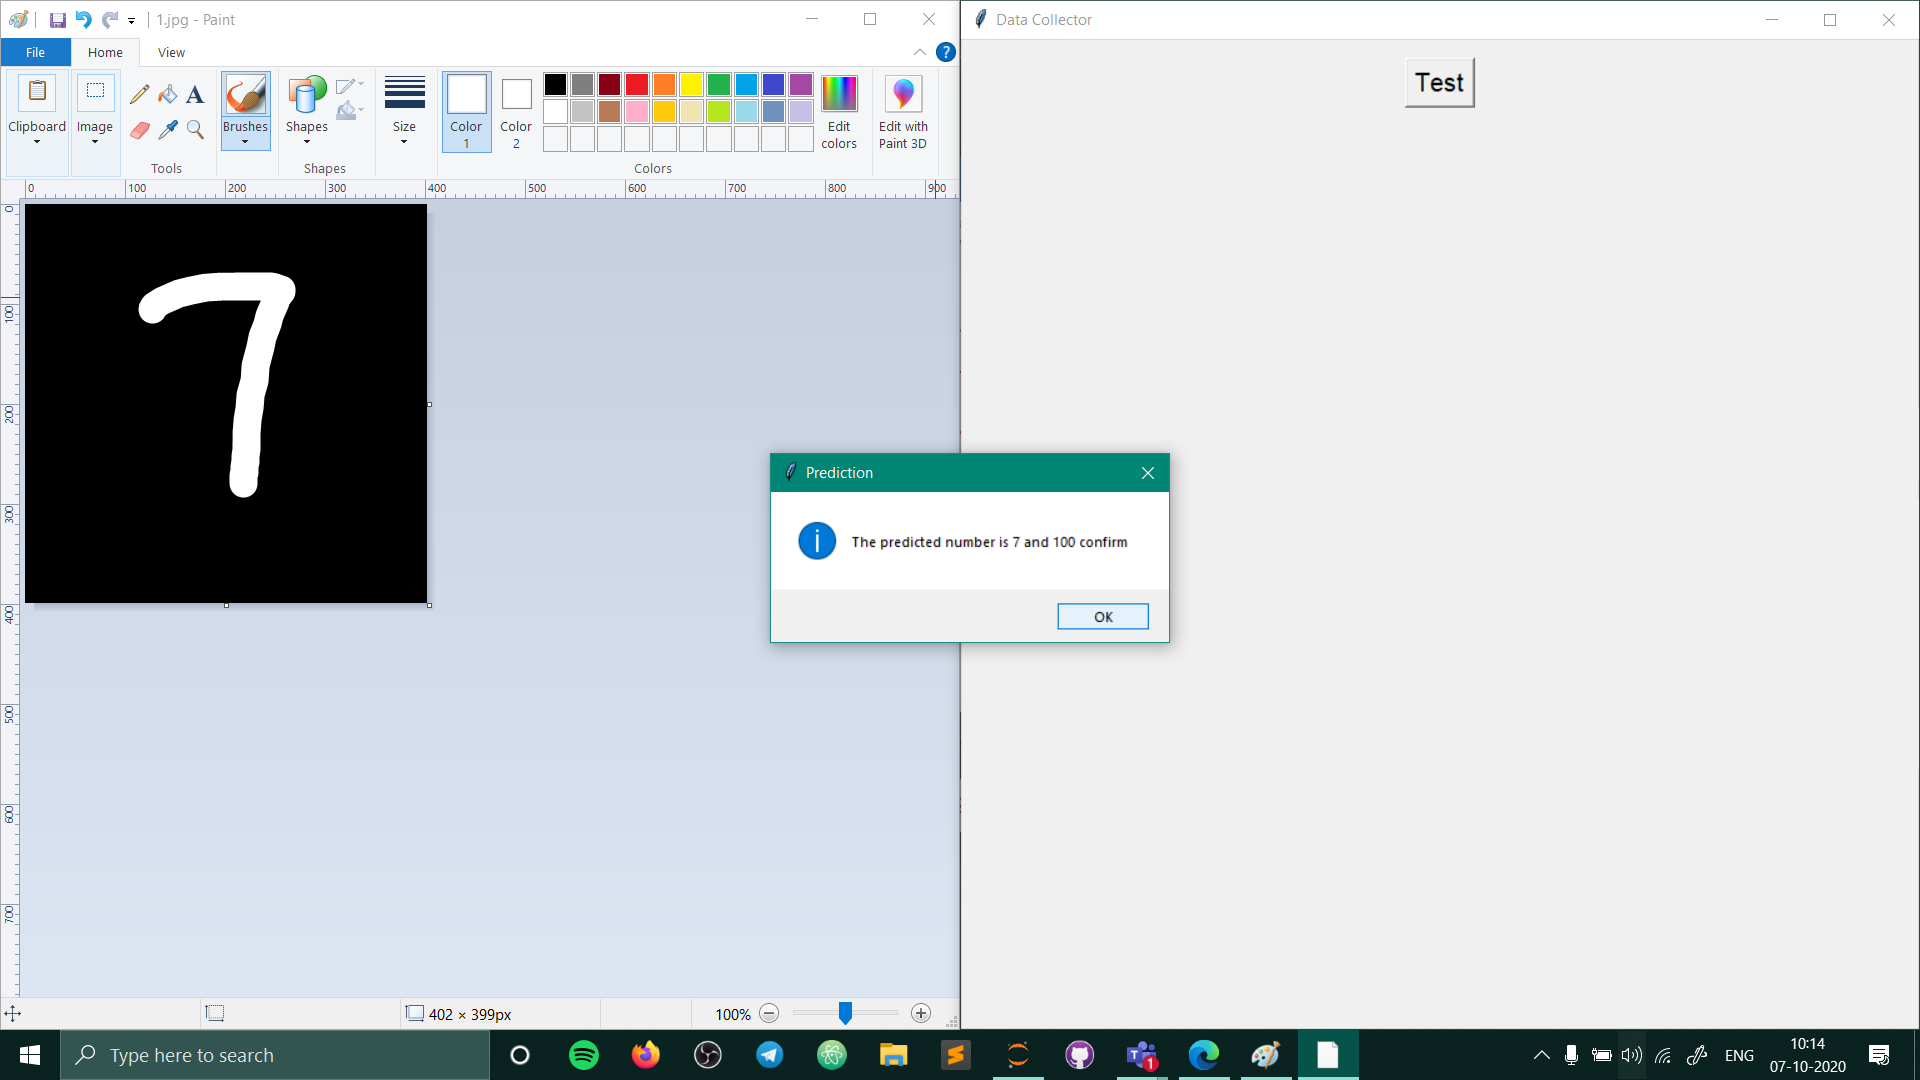 1.jpg - Paint
File
Home
View
Clipboard
Image
Tools
Brushes
Shapes
Shapes
Size
Color
1
Color
2
Colors
Edit
colors
Edit with
Paint 3D
0 100 200 300 400 500 600 700 800 900
0
100
200
300
400
500
600
700
7
402 × 399px
100%
Data Collector
Test
Prediction
The predicted number is 7 and 100 confirm
OK
Type here to search
1
ENG
10:14
07-10-2020